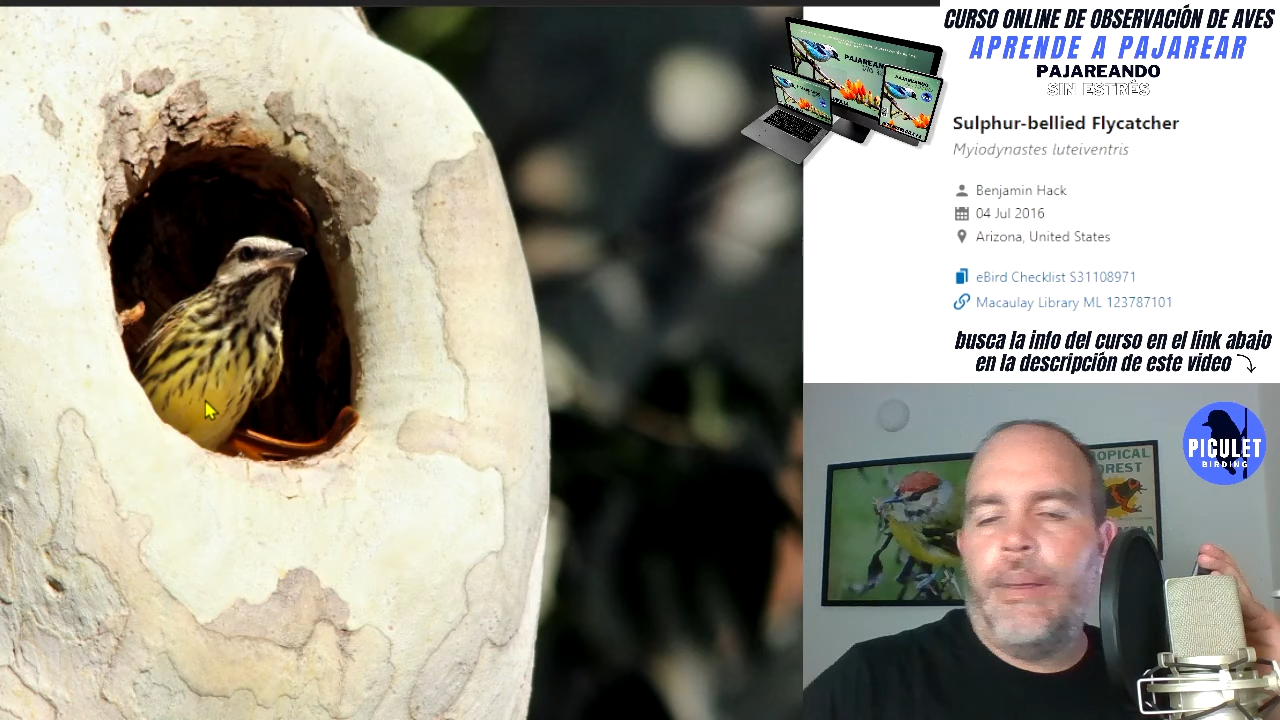 CURSO ONLINE DE OBSERVACIÓN DE AVES
APRENDE A PAJAREAR
PAJAREANDO
SIN ESTRÉS
PAJAREANDO
Sulphur-bellied Flycatcher
Myiodynastes luteiventris
Benjamin Hack
04 Jul 2016
Arizona, United States
eBird Checklist S31108971
Macaulay Library ML 123787101
busca la info del curso en el link abajo
en la descripción de este video
PICULET
BIRDING